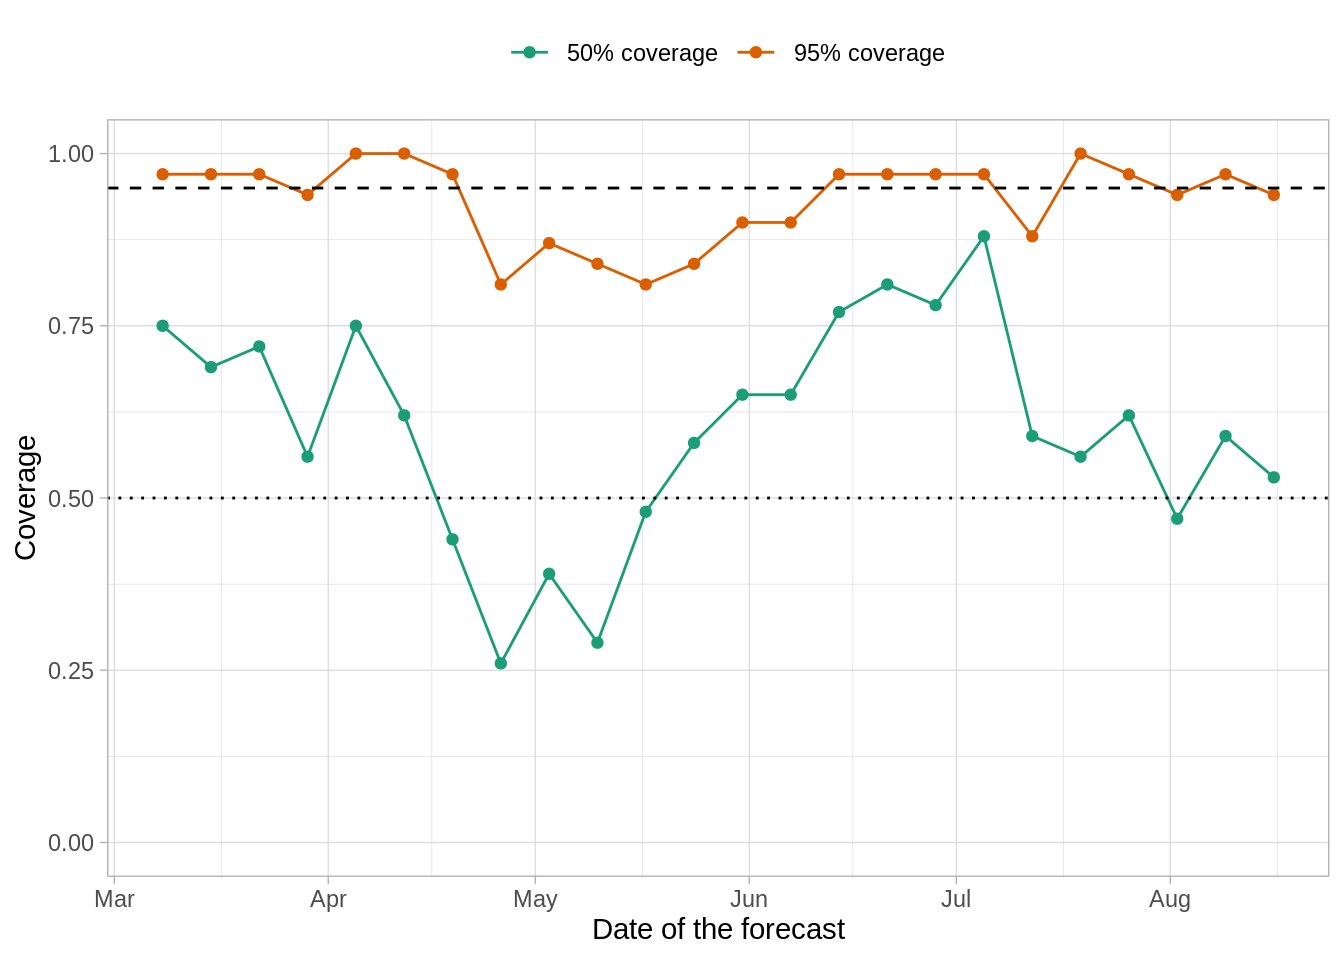 50% coverage 95% coverage
1.00
0.75
0.50
0.25
0.00
Coverage
Mar Apr May Jun Jul Aug
Date of the forecast